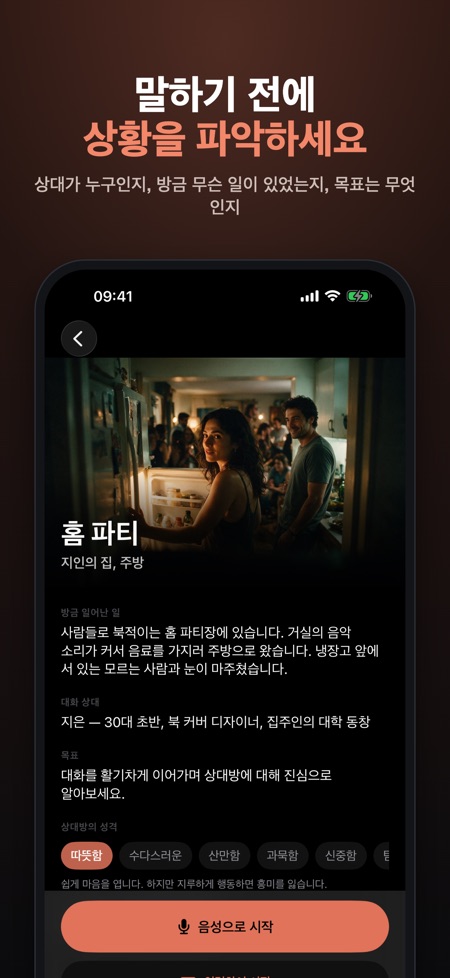 말하기 전에
상황을 파악하세요
상대가 누구인지, 방금 무슨 일이 있었는지, 목표는 무엇
인지
09:41
홈 파티
지인의 집, 주방
방금 일어난 일
사람들로 북적이는 홈 파티장에 있습니다. 거실의 음악
소리가 커서 음료를 가지러 주방으로 왔습니다. 냉장고 앞에
서 있는 모르는 사람과 눈이 마주쳤습니다.
대화 상대
지은 — 30대 초반, 북 커버 디자이너, 집주인의 대학 동창
목표
대화를 활기차게 이어가며 상대방에 대해 진심으로
알아보세요.
상대방의 성격
따뜻함 수다스러운 산만함 과묵함 신중함
쉽게 마음을 엽니다. 하지만 지루하게 행동하면 흥미를 잃습니다.
음성으로 시작